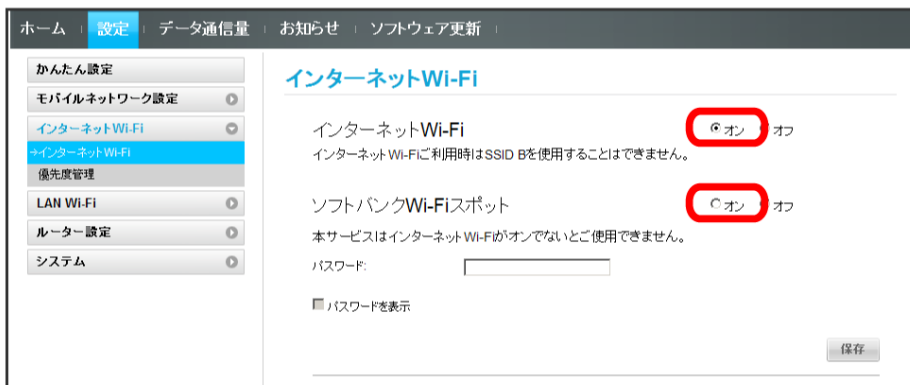 ホーム 設定 データ通信量 お知らせ ソフトウェア更新
かんたん設定
モバイルネットワーク設定
インターネットWi-Fi
→インターネットWi-Fi
優先度管理
LAN Wi-Fi
ルーター設定
システム
インターネットWi-Fi
インターネットWi-Fi オン オフ
インターネットWi-Fiご利用時はSSID Bを使用することはできません。
ソフトバンクWi-Fiスポット オン オフ
本サービスはインターネットWi-Fiがオンでないとご使用できません。
パスワード:
パスワードを表示
保存